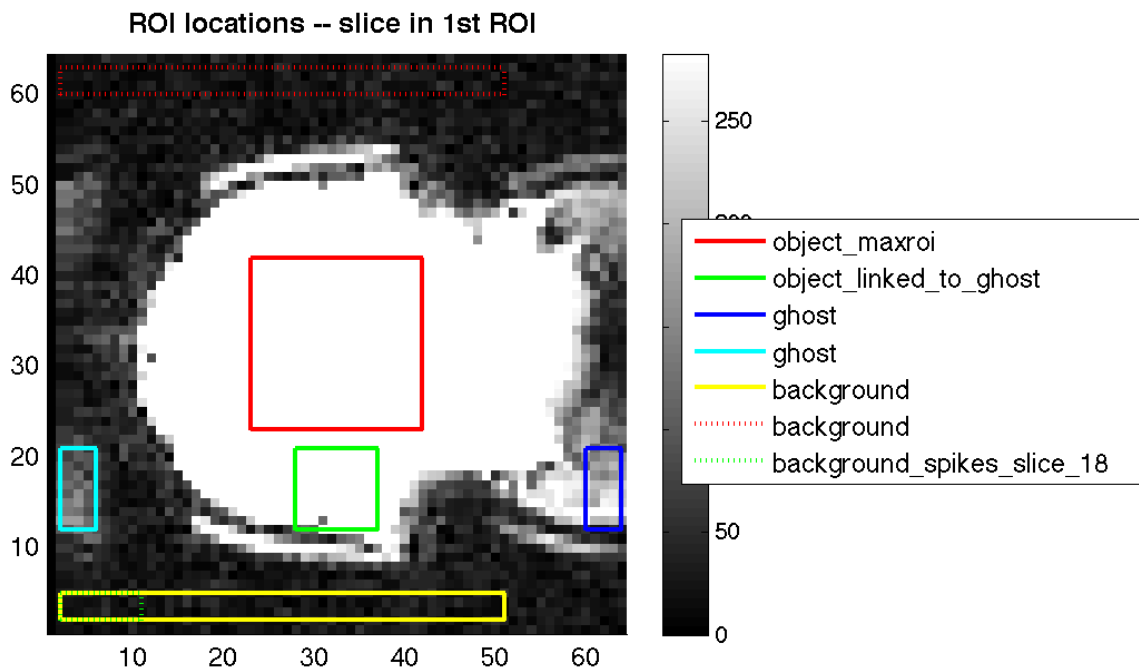 ROI locations -- slice in 1st ROI
60
50
40
30
20
10
10 20 30 40 50 60
250
50
0
object_maxroi
object_linked_to_ghost
ghost
ghost
background
background
background_spikes_slice_18